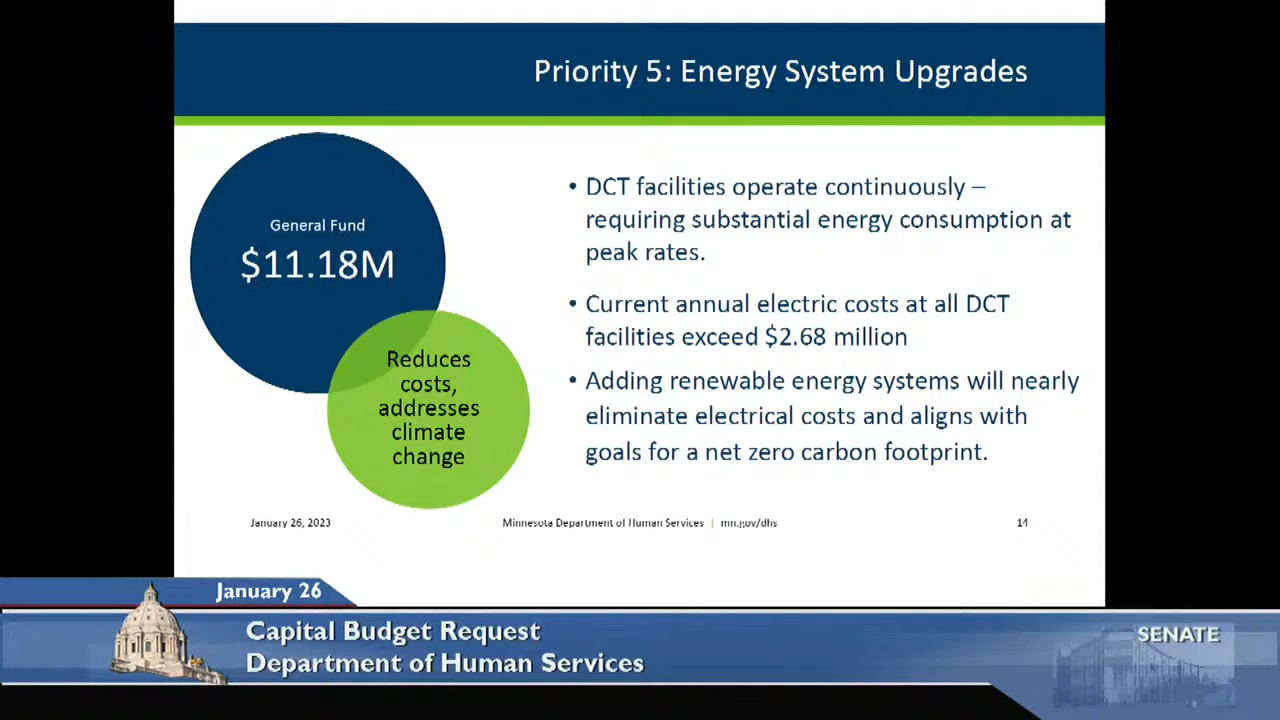 Priority 5: Energy System Upgrades
General Fund
$11.18M
Reduces
costs,
addresses
climate
change
• DCT facilities operate continuously –
requiring substantial energy consumption at
peak rates.
• Current annual electric costs at all DCT
facilities exceed $2.68 million
• Adding renewable energy systems will nearly
eliminate electrical costs and aligns with
goals for a net zero carbon footprint.
January 26, 2023
Minnesota Department of Human Services | mn.gov/dhs
14
January 26
Capital Budget Request
Department of Human Services
SENATE